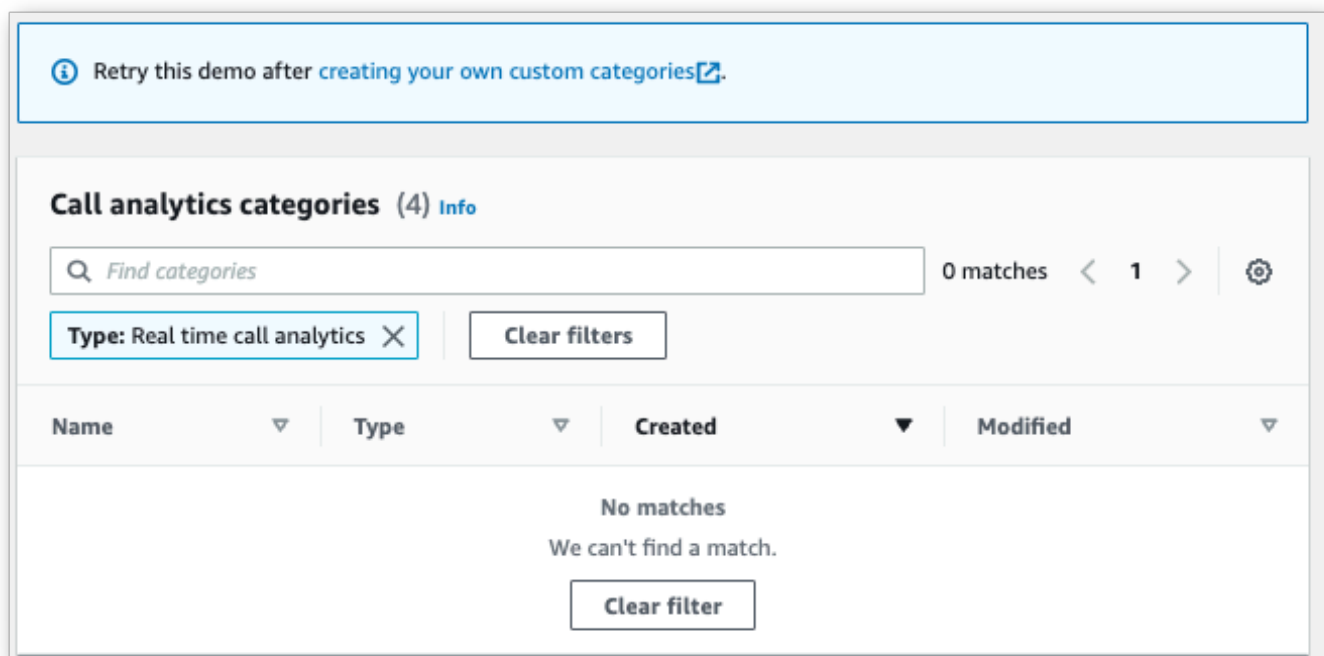 Retry this demo after creating your own custom categories.
Call analytics categories (4) Info
Find categories
0 matches
1
Type: Real time call analytics
Clear filters
Name Type Created Modified
No matches
We can't find a match.
Clear filter